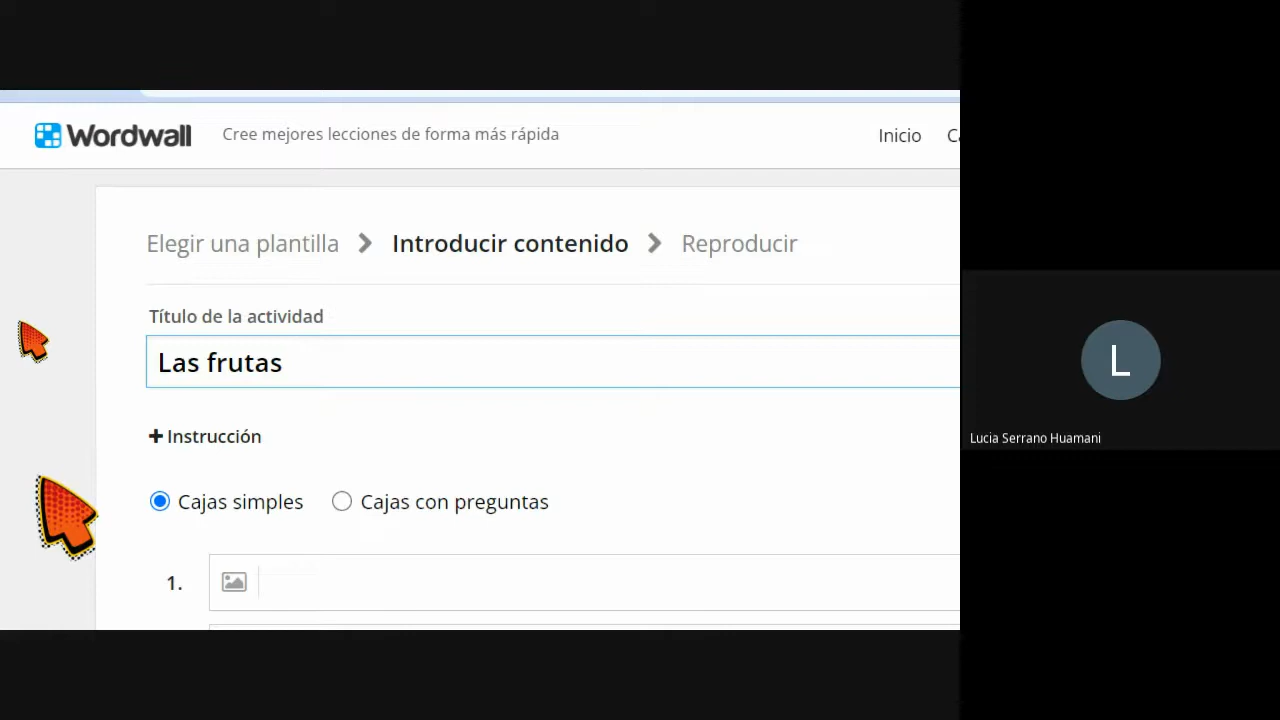 Wordwall Cree mejores lecciones de forma más rápida Inicio
Elegir una plantilla Introducir contenido Reproducir
Título de la actividad
Las frutas
+ Instrucción
Cajas simples Cajas con preguntas
1.
L
Lucia Serrano Huamani